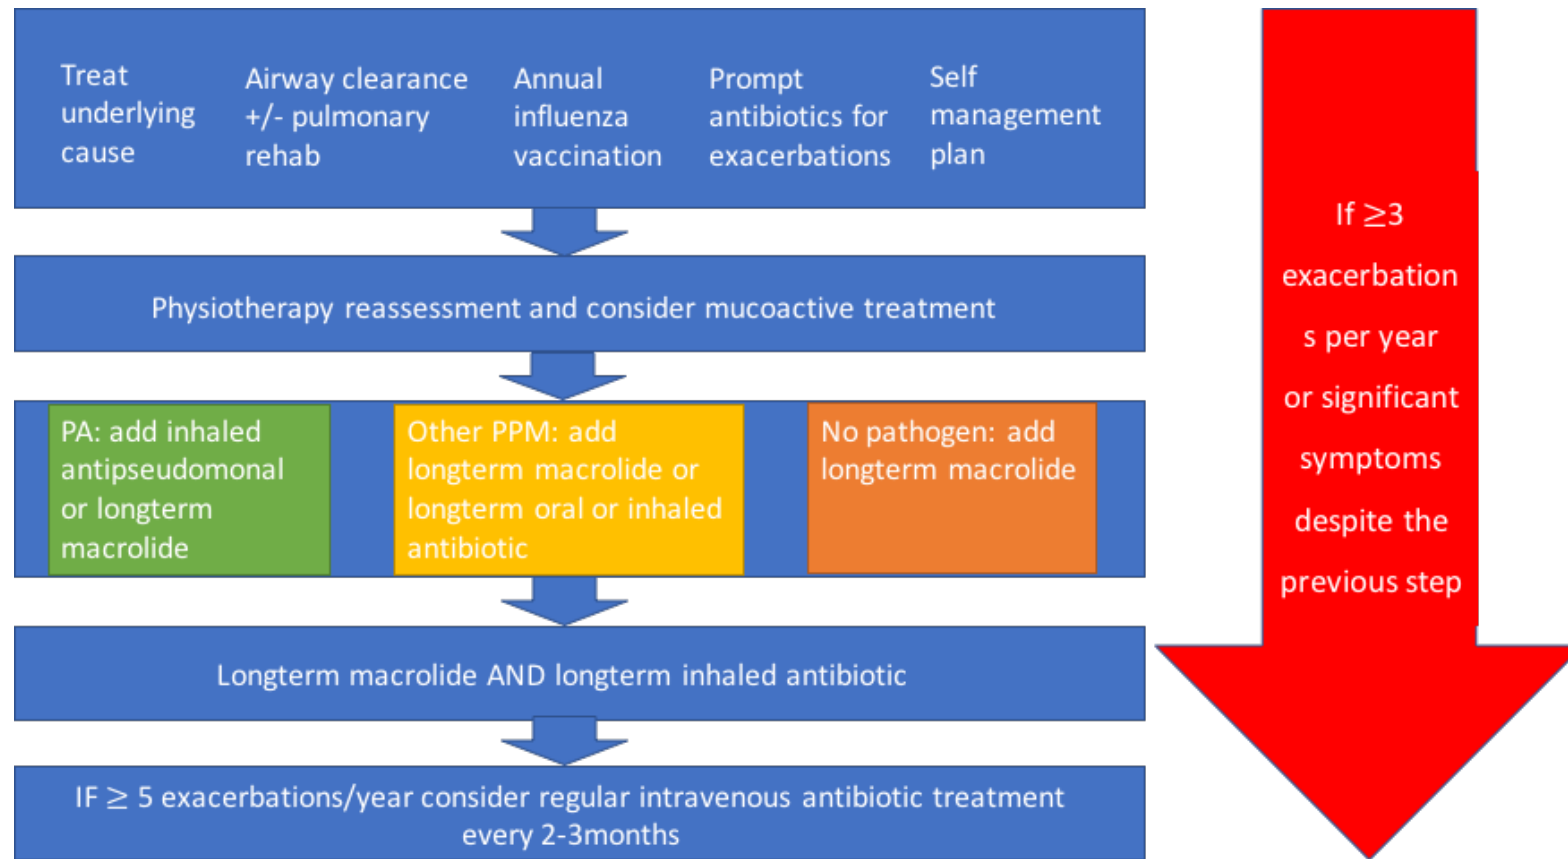 Treat
underlying
cause
Airway clearance
+/- pulmonary
rehab
Annual
influenza
vaccination
Prompt
antibiotics for
exacerbations
Self
management
plan
Physiotherapy reassessment and consider mucoactive treatment
PA: add inhaled
antipseudomonal
or longterm
macrolide
Other PPM: add
longterm macrolide or
longterm oral or inhaled
antibiotic
No pathogen: add
longterm macrolide
Longterm macrolide AND longterm inhaled antibiotic
IF ≥ 5 exacerbations/year consider regular intravenous antibiotic treatment
every 2-3months
If ≥3
exacerbation
s per year
or significant
symptoms
despite the
previous step